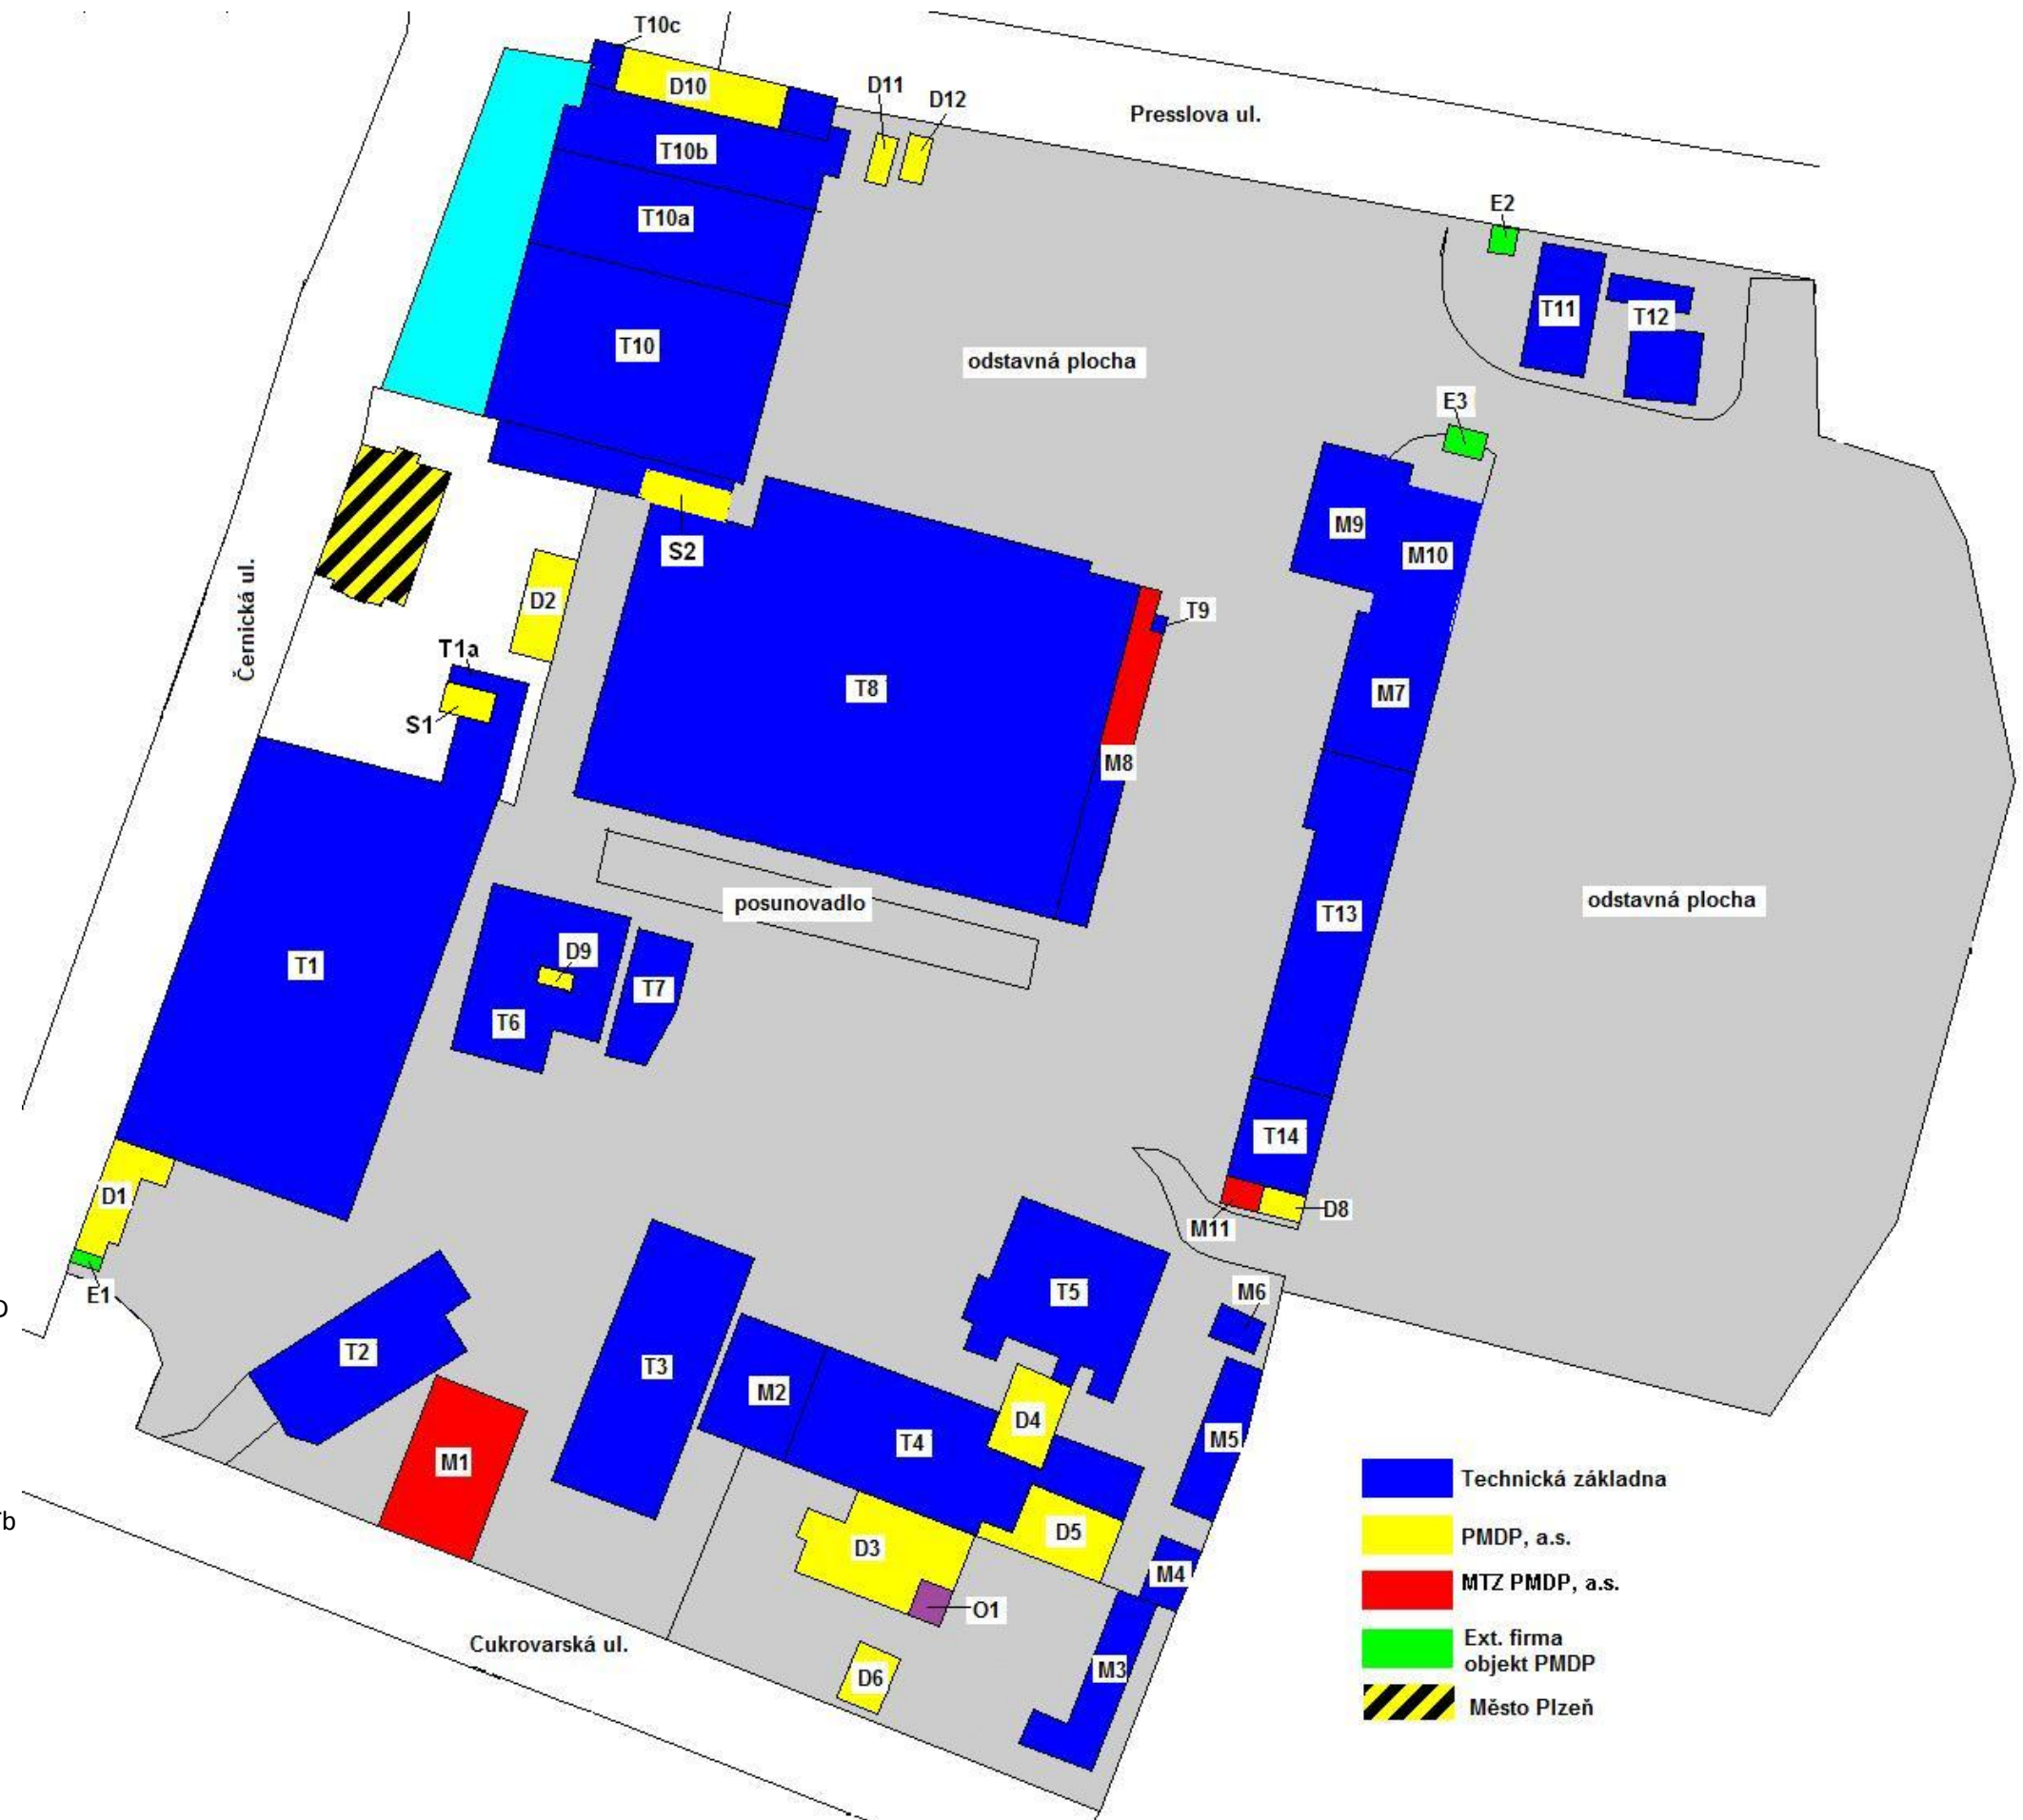 T10c
D10
D11
D12
Presslova ul.
T10b
T10a
E2
T11
T12
T10
odstavná plocha
E3
M9
S2
M10
Černická ul.
D2
T9
T1a
T8
M7
S1
M8
posunovadlo
odstavná plocha
T13
D9
T1
T7
T6
T14
D1
D8
M11
E1
T5
M6
o
T2
T3
M2
D4
T4
M5
M1
Technická základna
b
D5
PMDP, a.s.
D3
M4
MTZ PMDP, a.s.
O1
Cukrovarská ul.
Ext. firma
objekt PMDP
M3
D6
Město Plzeň